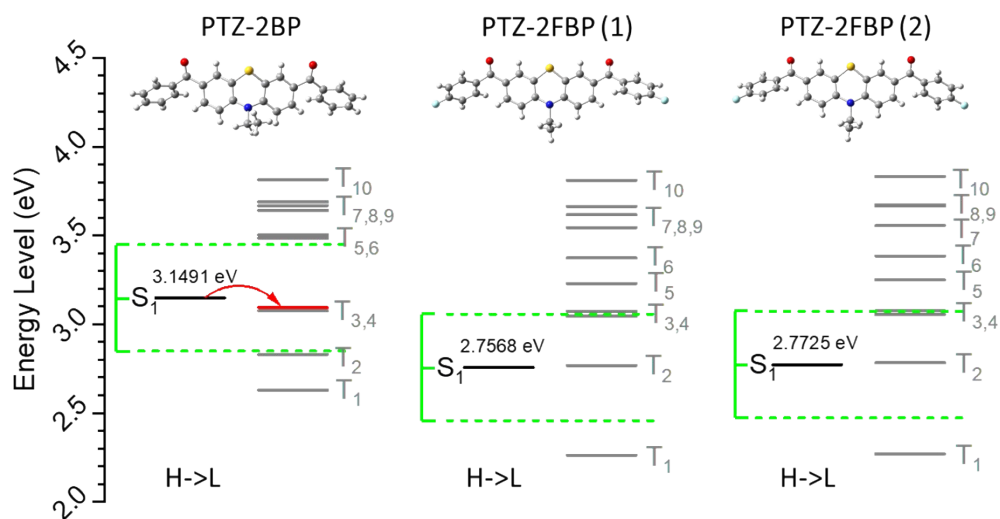 PTZ-2BP
PTZ-2FBP (1)
PTZ-2FBP (2)
Energy Level (eV)
4.5
4.0
3.5
3.0
2.5
2.0
T10
T7,8,9
T5,6
3.1491 eV
S1
T3,4
T2
T1
H->L
T10
T7,8,9
T6
T5
T3,4
2.7568 eV
S1
T2
T1
H->L
T10
T8,9
T7
T6
T5
T3,4
2.7725 eV
S1
T2
T1
H->L